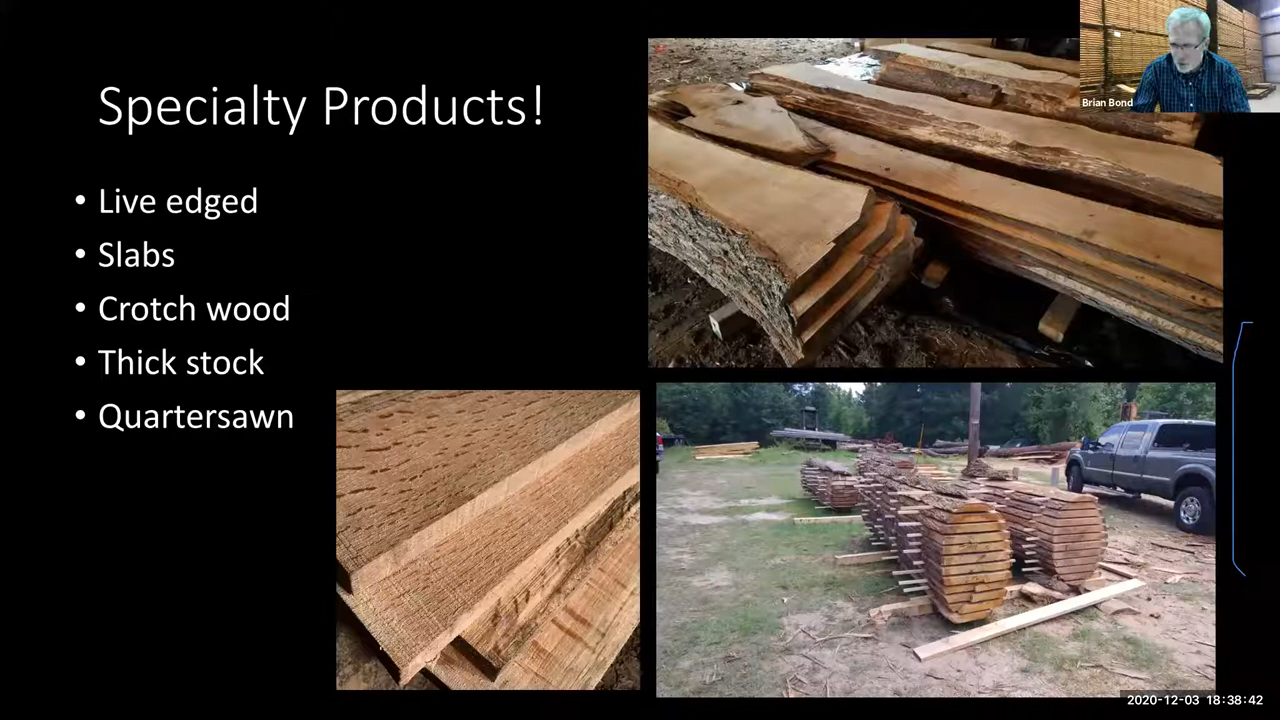 Specialty Products!
• Live edged
• Slabs
• Crotch wood
• Thick stock
• Quartersawn
Brian Bond
2020-12-03 18:38:42